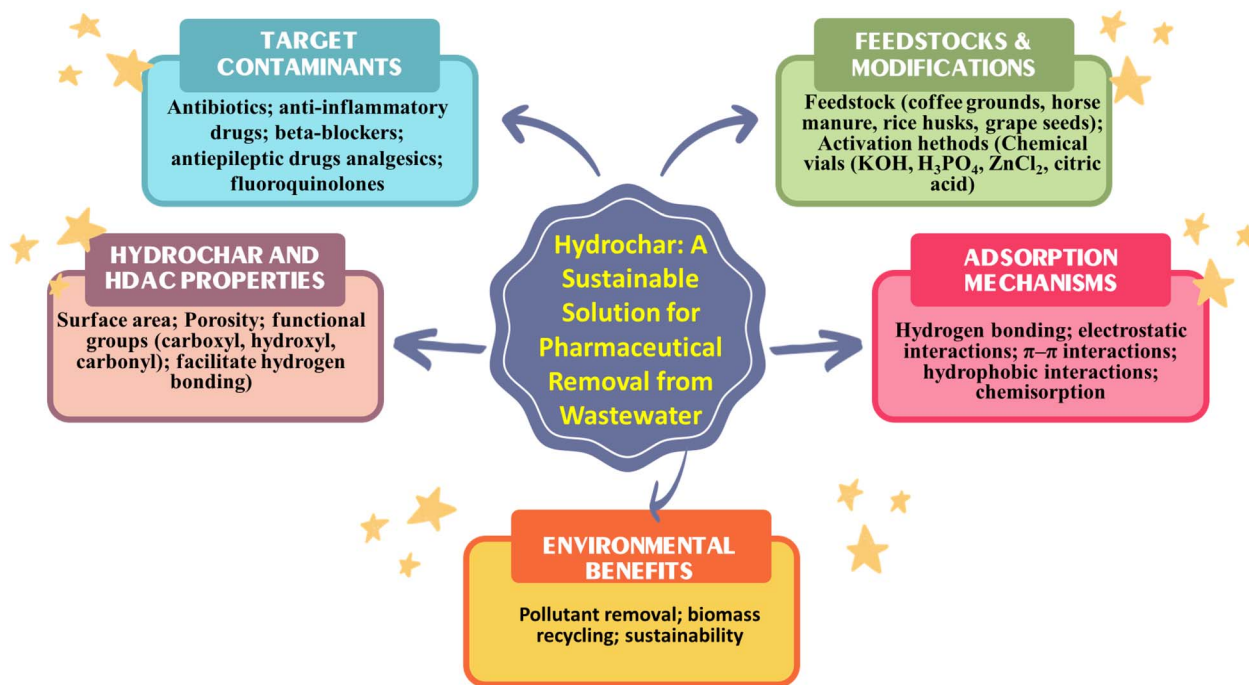 TARGET
CONTAMINANTS
Antibiotics; anti-inflammatory
drugs; beta-blockers;
antiepileptic drugs analgesics;
fluoroquinolones
FEEDSTOCKS &
MODIFICATIONS
Feedstock (coffee grounds, horse
manure, rice husks, grape seeds);
Activation hethods (Chemical
vials (KOH, H₃PO₄, ZnCl₂, citric
acid)
HYDROCHAR AND
HDAC PROPERTIES
Surface area; Porosity; functional
groups (carboxyl, hydroxyl,
carbonyl); facilitate hydrogen
bonding)
Hydrochar: A
Sustainable
Solution for
Pharmaceutical
Removal from
Wastewater
ADSORPTION
MECHANISMS
Hydrogen bonding; electrostatic
interactions; π–π interactions;
hydrophobic interactions;
chemisorption
ENVIRONMENTAL
BENEFITS
Pollutant removal; biomass
recycling; sustainability